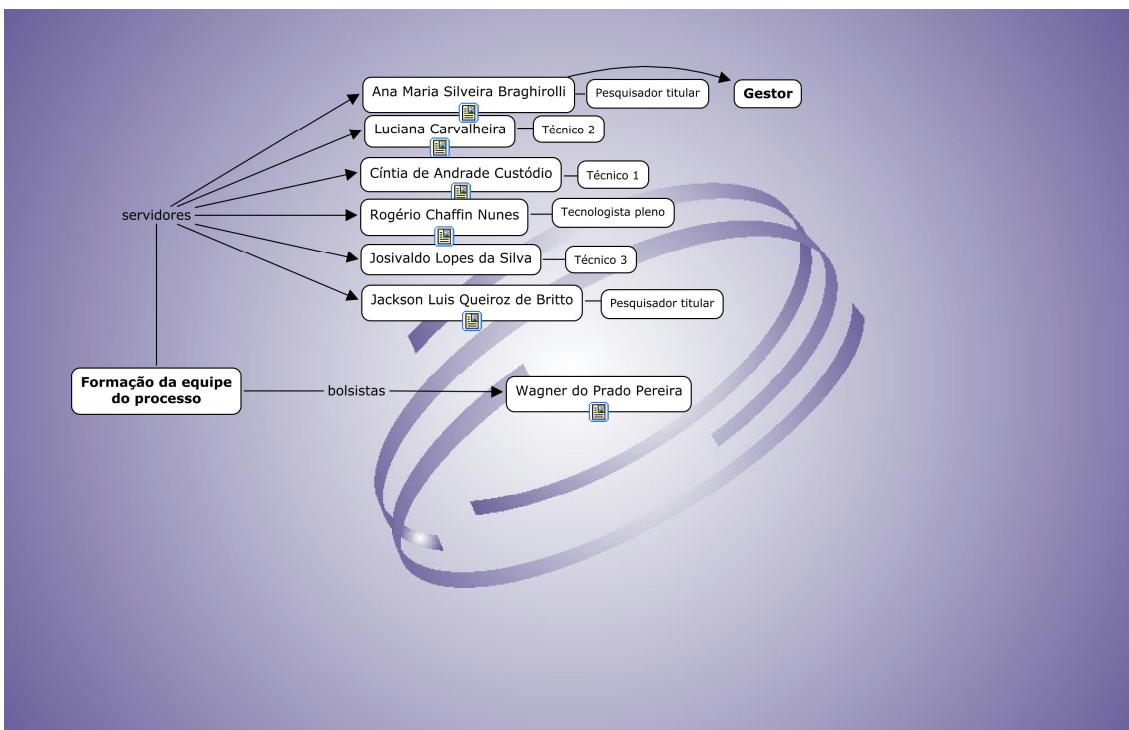 Ana Maria Silveira Braghirolli
Pesquisador titular
Gestor
Luciana Carvalheira
Técnico 2
Cíntia de Andrade Custódio
Técnico 1
servidores
Rogério Chaffin Nunes
Tecnologista pleno
Josivaldo Lopes da Silva
Técnico 3
Jackson Luis Queiroz de Britto
Pesquisador titular
Formação da equipe
do processo
bolsistas
Wagner do Prado Pereira